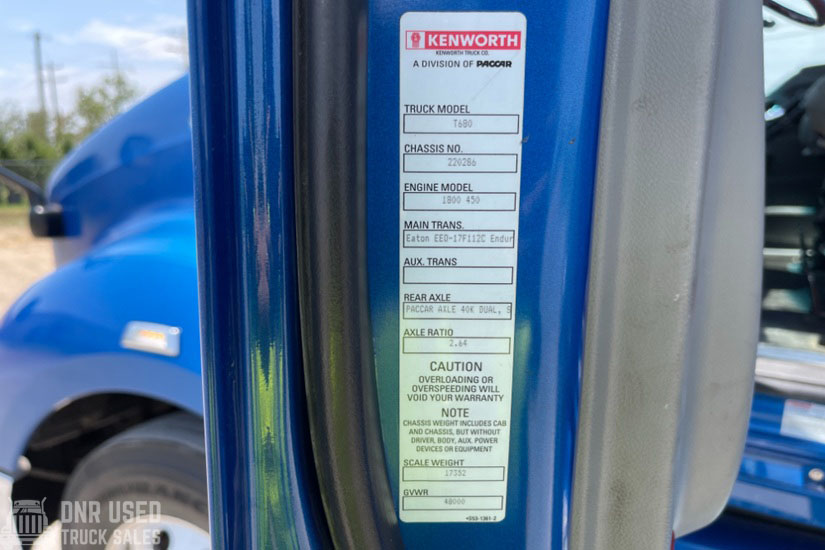 KENWORTH
KENWORTH TRUCK CO.
A DIVISION OF PACCAR
TRUCK MODEL
T680
CHASSIS NO.
220286
ENGINE MODEL
1800 450
MAIN TRANS.
Eaton EEO-17F112C Endur
AUX. TRANS
REAR AXLE
PACCAR AXLE 40K DUAL, S
AXLE RATIO
2.64
CAUTION
OVERLOADING OR
OVERSPEEDING WILL
VOID YOUR WARRANTY
NOTE
CHASSIS WEIGHT INCLUDES CAB
AND CHASSIS, BUT WITHOUT
DRIVER, BODY, AUX. POWER
DEVICES OR EQUIPMENT
SCALE WEIGHT
17352
GVWR
48000
DNR USED
TRUCK SALES